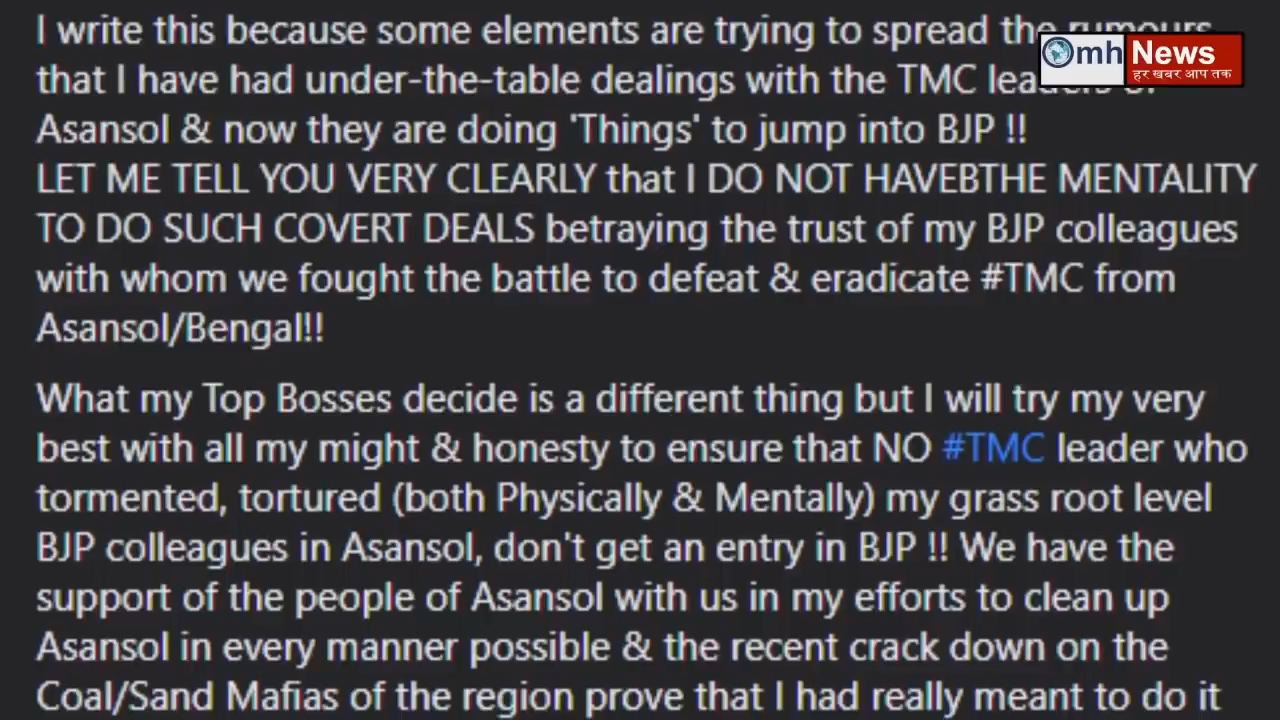 I write this because some elements are trying to spread the rumours
that I have had under-the-table dealings with the TMC leaders of
Asansol & now they are doing 'Things' to jump into BJP !!
LET ME TELL YOU VERY CLEARLY that I DO NOT HAVEBTHE MENTALITY
TO DO SUCH COVERT DEALS betraying the trust of my BJP colleagues
with whom we fought the battle to defeat & eradicate #TMC from
Asansol/Bengal!!
What my Top Bosses decide is a different thing but I will try my very
best with all my might & honesty to ensure that NO #TMC leader who
tormented, tortured (both Physically & Mentally) my grass root level
BJP colleagues in Asansol, don't get an entry in BJP !! We have the
support of the people of Asansol with us in my efforts to clean up
Asansol in every manner possible & the recent crack down on the
Coal/Sand Mafias of the region prove that I had really meant to do it
Omh News
हर खबर आप तक